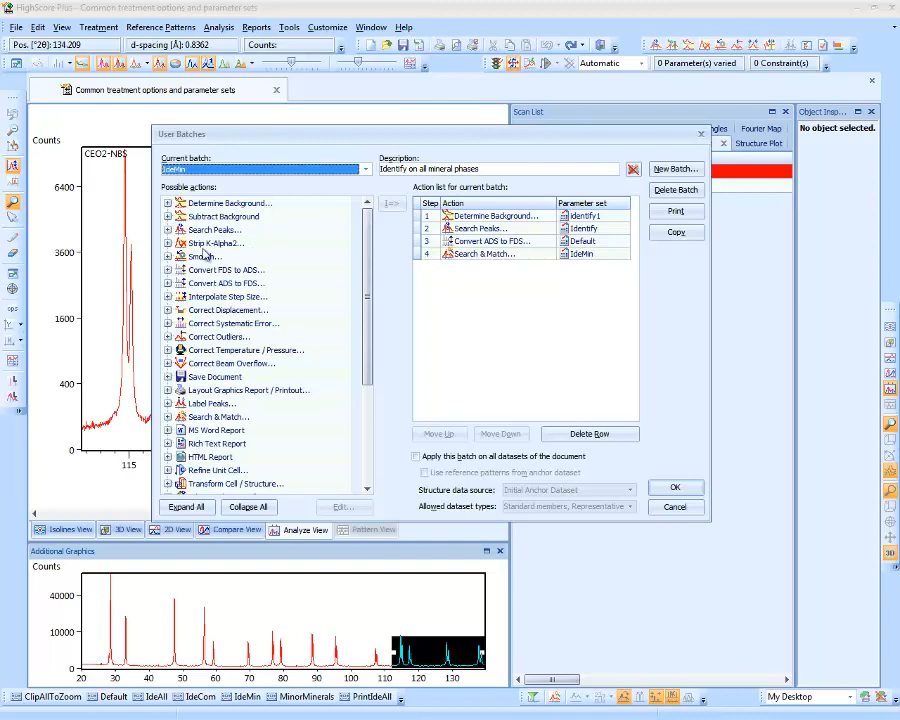 HighScore Plus - Common treatment options and parameter sets
File Edit View Treatment Reference Patterns Analysis Reports Tools Customize Window Help
Pos. [°2θ]: 134.209 d-spacing [Å]: 0.8362 Counts:
Automatic 0 Parameter(s) varied 0 Constraint(s)
Common treatment options and parameter sets
Scan List Object Insp...
User Batches
Counts
CEO2-NBS
6400
3600
1600
400
0
115
Current batch: Description:
IdeMin Identify on all mineral phases
New Batch...
Delete Batch
Print
Copy
Possible actions: Action list for current batch:
Determine Background...
Subtract Background
Search Peaks...
Strip K-Alpha2...
Smooth...
Convert FDS to ADS...
Convert ADS to FDS...
Interpolate Step Size...
Correct Displacement...
Correct Systematic Error...
Correct Outliers...
Correct Temperature / Pressure...
Correct Beam Overflow...
Save Document
Layout Graphics Report / Printout...
Label Peaks...
Search & Match...
MS Word Report
Rich Text Report
HTML Report
Refine Unit Cell...
Transform Cell / Structure...
Expand All Collapse All Edit...
Step Action Parameter set
1 Determine Background... identify1
2 Search Peaks... Identify
3 Convert ADS to FDS... Default
4 Search & Match... IdeMin
Move Up Move Down Delete Row
Apply this batch on all datasets of the document
Use reference patterns from anchor dataset
Structure data source: Initial Anchor Dataset
Allowed dataset types: Standard members, Representative
OK
Cancel
ngles Fourier Map
Structure Plot
No object selected.
Isolines View 3D View 2D View Compare View Analyze View Pattern View
Additional Graphics
Counts
40000
10000
0
20 30 40 50 60 70 80 90 100 110 120 130
ClipAllToZoom Default IdeAll IdeCom IdeMin MinorMinerals PrintIdeAll
My Desktop
OPS
3D